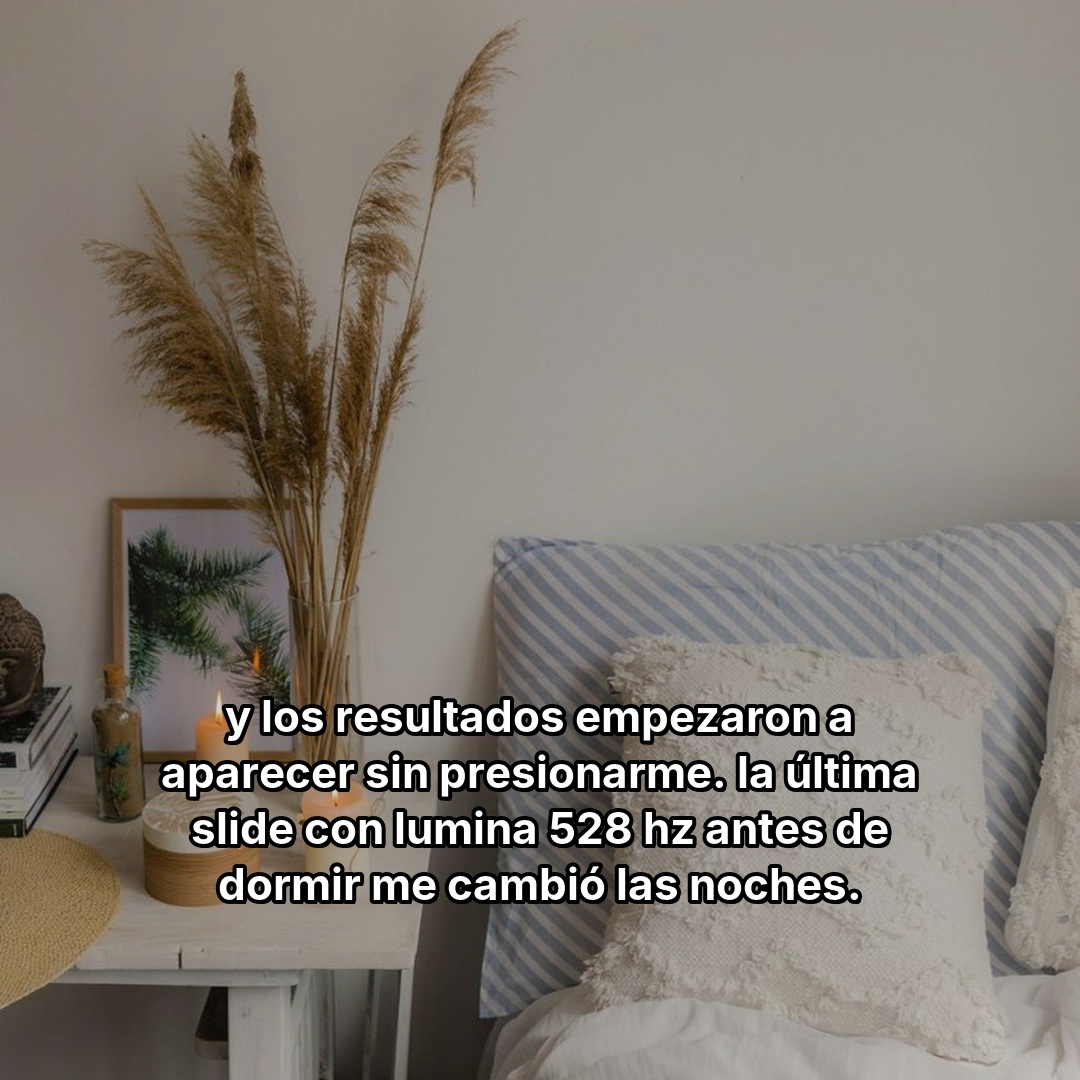 y los resultados empezaron a
aparecer sin presionarme. la última
slide con lumina 528 hz antes de
dormir me cambió las noches.